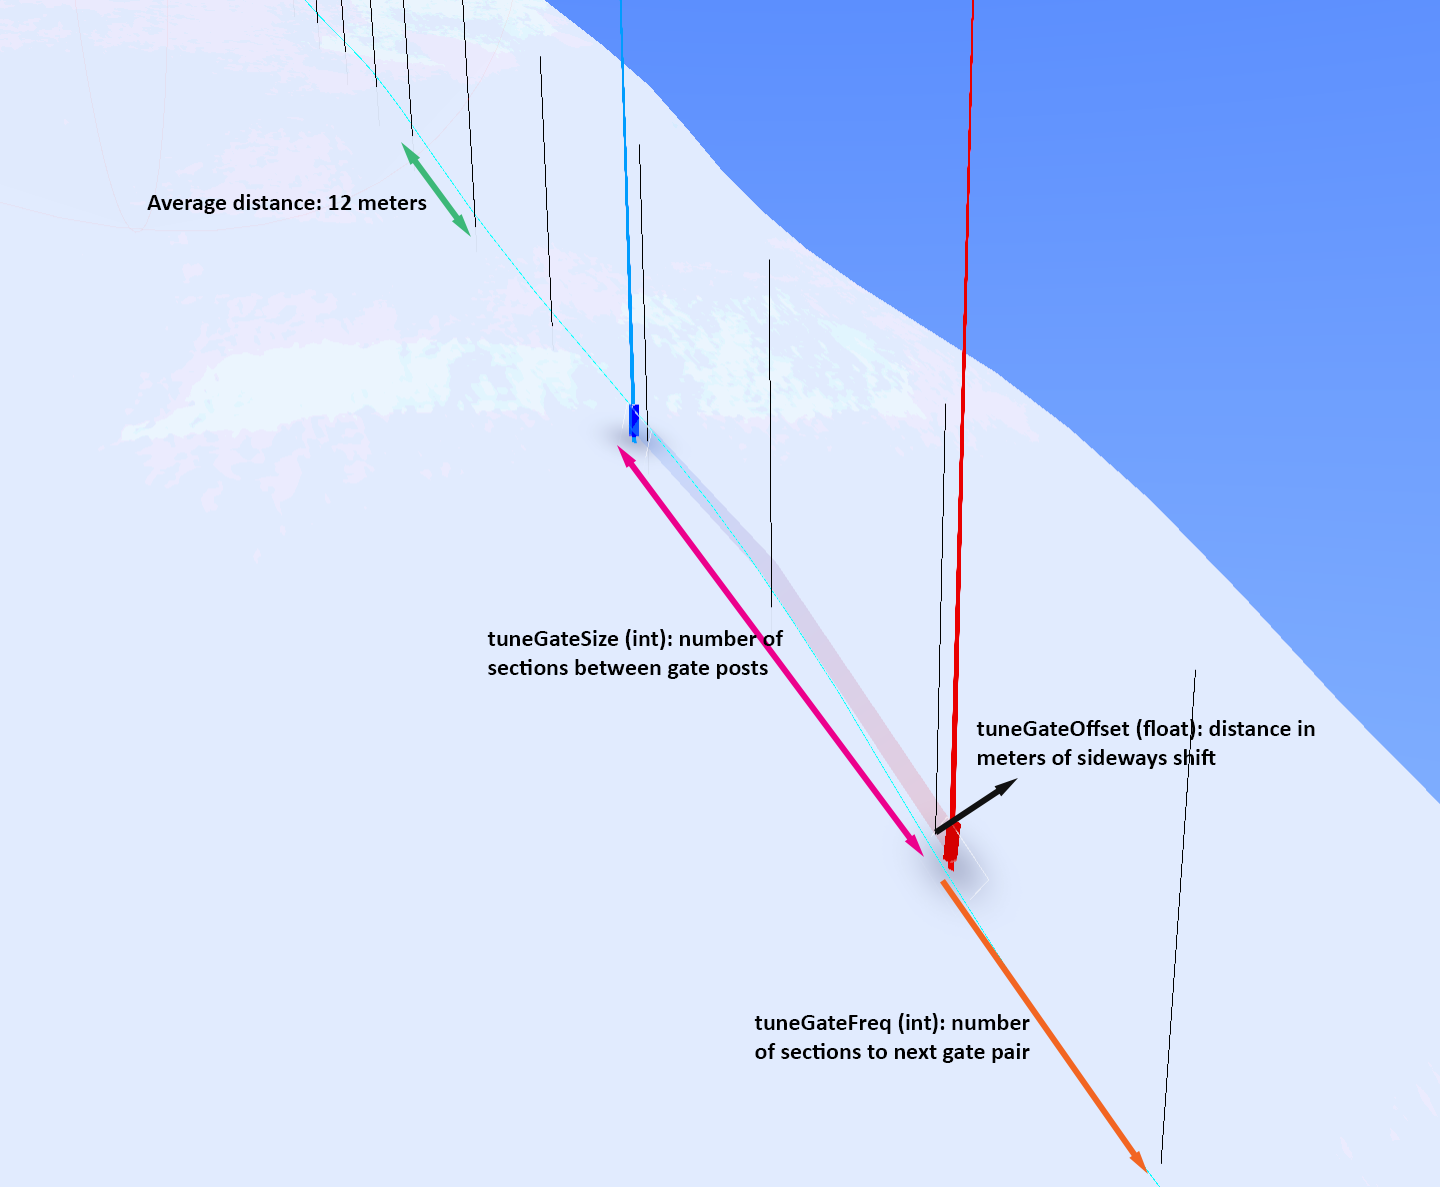 Average distance: 12 meters
tuneGateSize (int): number of
sections between gate posts
tuneGateOffset (float): distance in
meters of sideways shift
tuneGateFreq (int): number
of sections to next gate pair